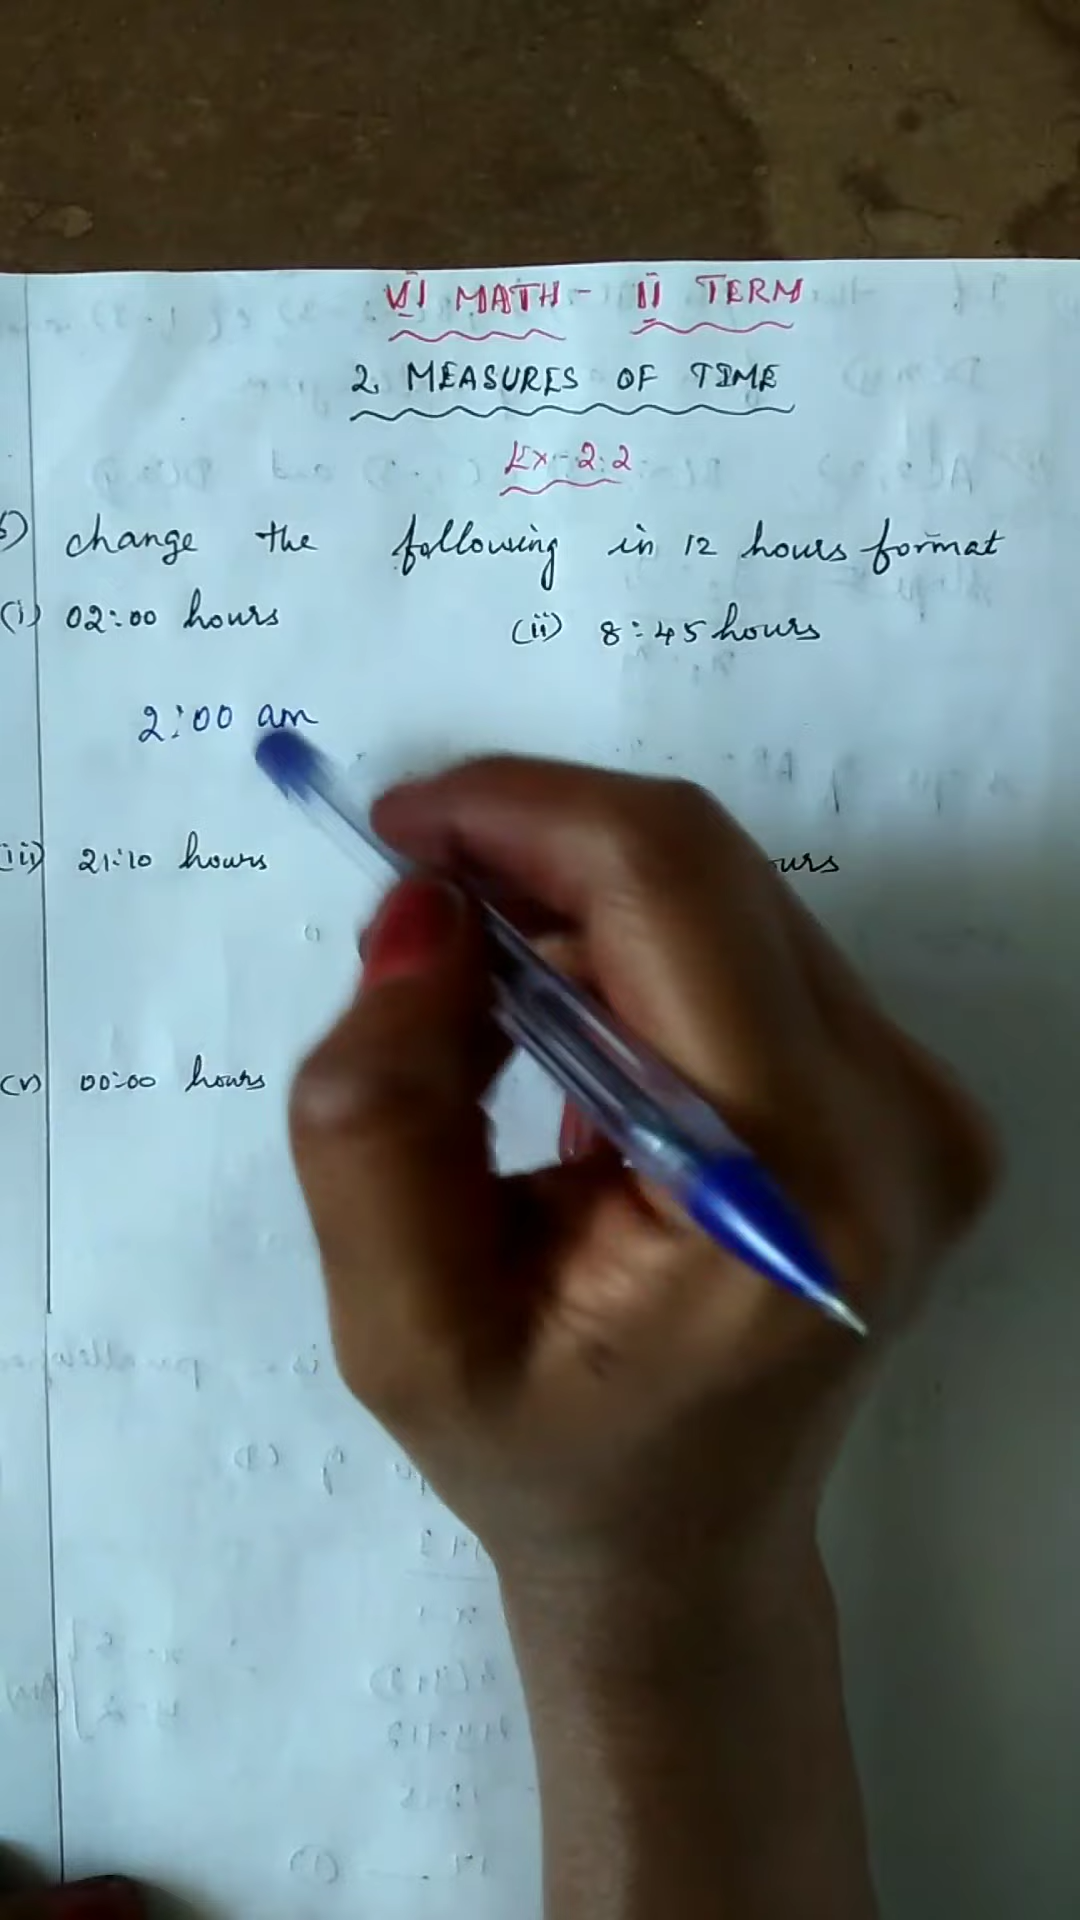 VI MATH - II TERM
2. MEASURES OF TIME
Ex-2.2
change the following in 12 hours format
(i) 02:00 hours (ii) 8:45 hours
2:00 am
(iii) 21:10 hours
(v) 00:00 hours